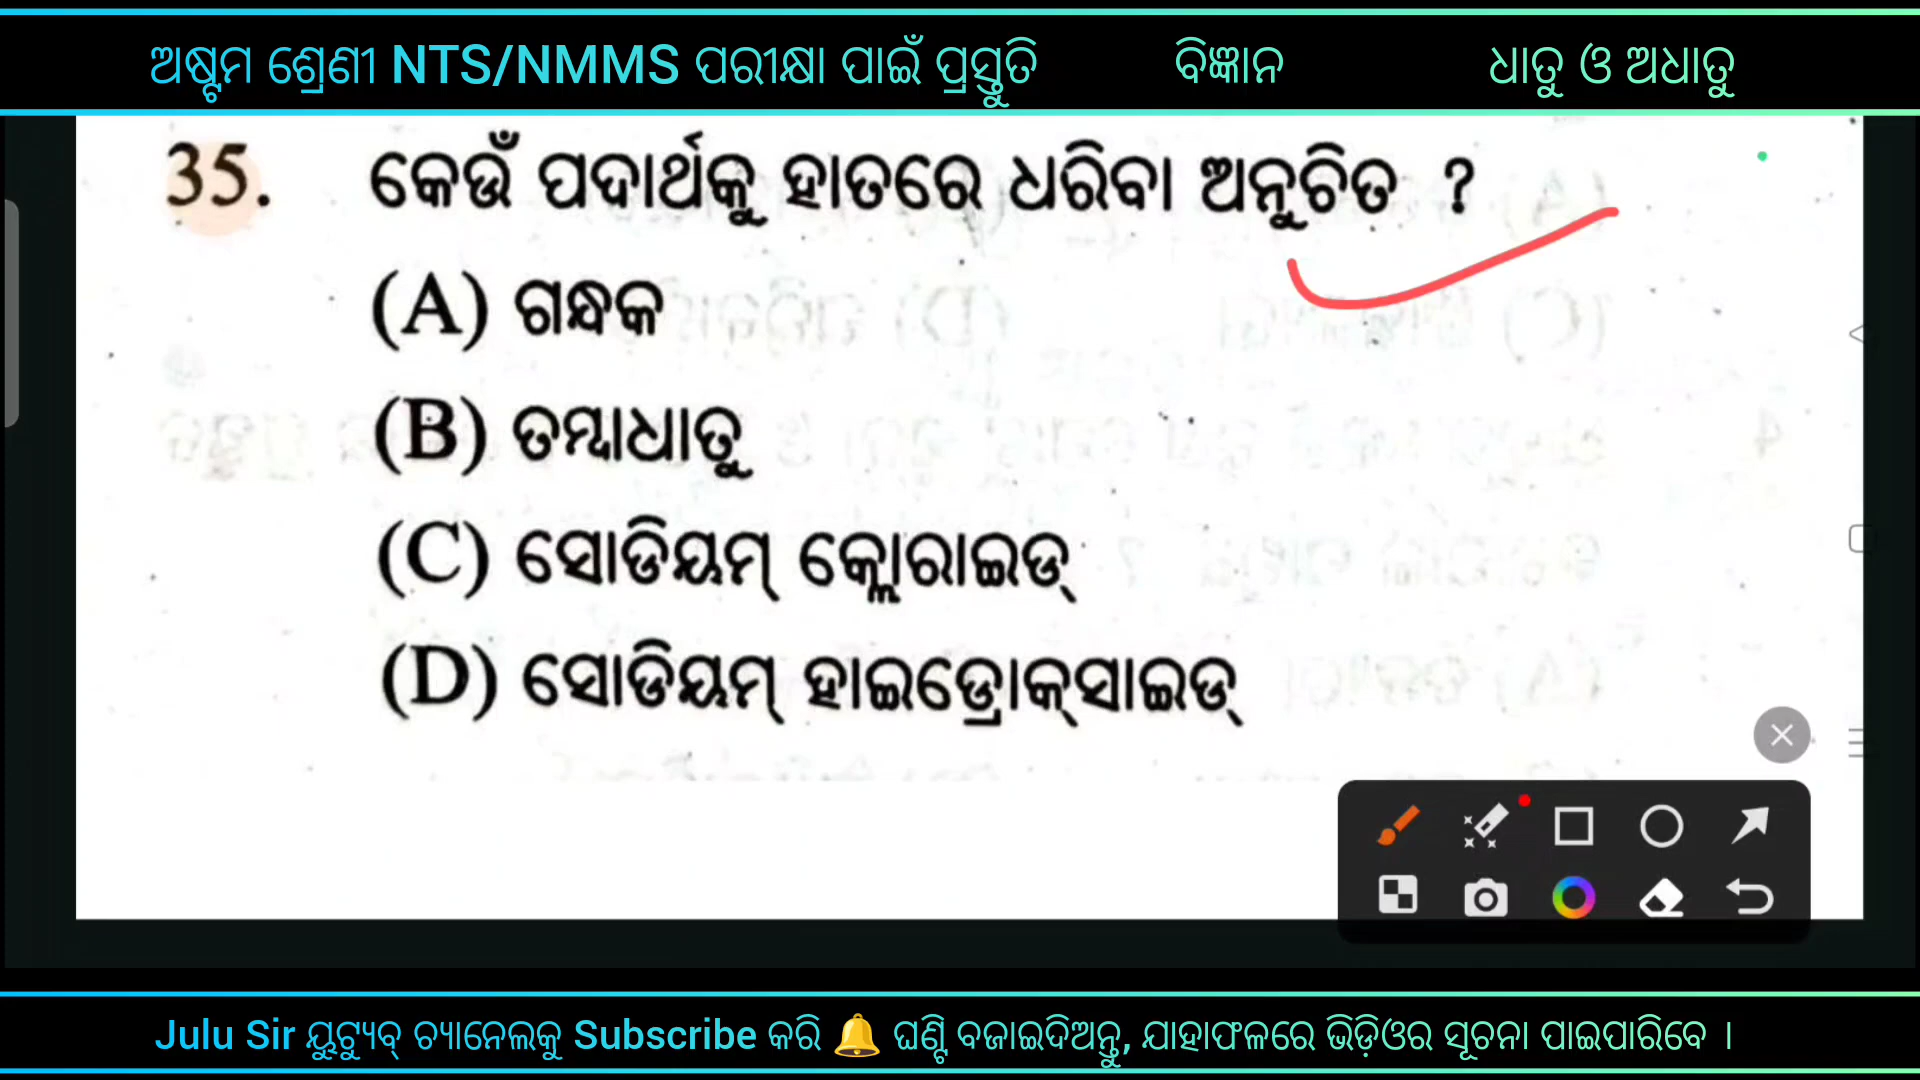 ଅଷ୍ଟମ ଶ୍ରେଣୀ NTS/NMMS ପରୀକ୍ଷା ପାଇଁ ପ୍ରସ୍ତୁତି ବିଜ୍ଞାନ ଧାତୁ ଓ ଅଧାତୁ
35. କେଉଁ ପଦାର୍ଥକୁ ହାତରେ ଧରିବା ଅନୁଚିତ ?
(A) ଗନ୍ଧକ
(B) ତମ୍ବାଧାତୁ
(C) ସୋଡିୟମ୍ କ୍ଲୋରାଇଡ୍
(D) ସୋଡିୟମ୍ ହାଇଡ୍ରୋକ୍‌ସାଇଡ୍
Julu Sir ୟୁଟ୍ୟୁବ୍ ଚ୍ୟାନେଲକୁ Subscribe କରି 🔔 ଘଣ୍ଟି ବଜାଇଦିଅନ୍ତୁ, ଯାହାଫଳରେ ଭିଡ଼ିଓର ସୂଚନା ପାଇପାରିବେ ।